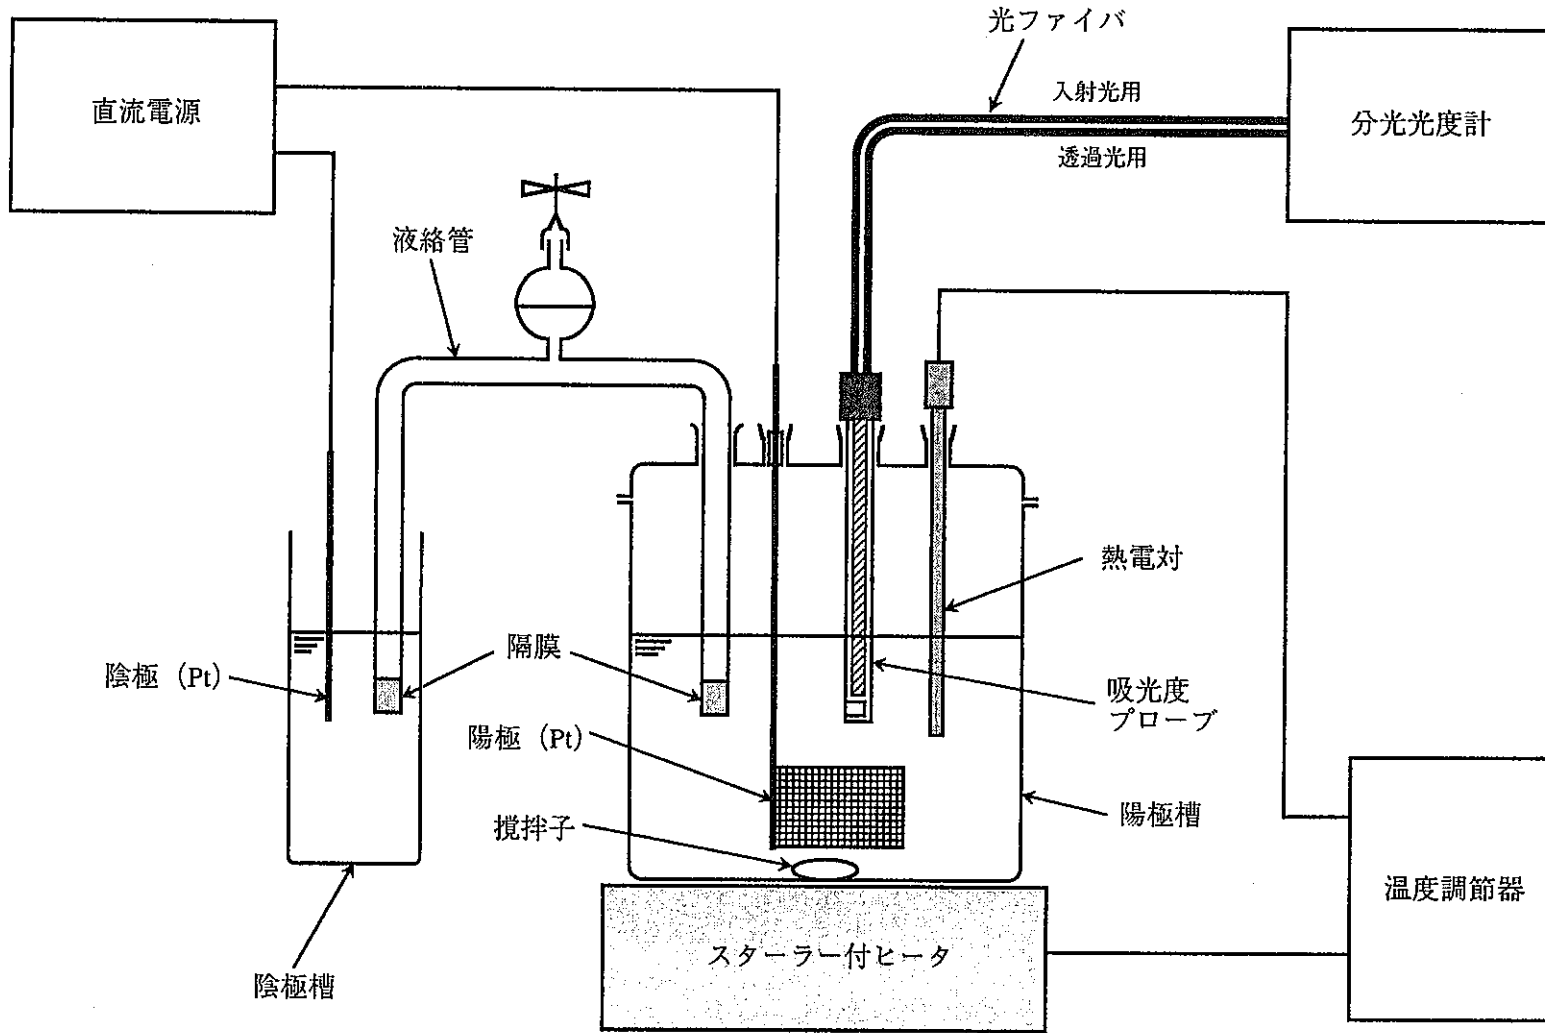 光ファイバ
直流電源
入射光用
分光光度計
透過光用
液絡管
熱電対
隔膜
陰極 (Pt)
吸光度
プローブ
陽極 (Pt)
陽極槽
撹拌子
温度調節器
スターラー付ヒータ
陰極槽